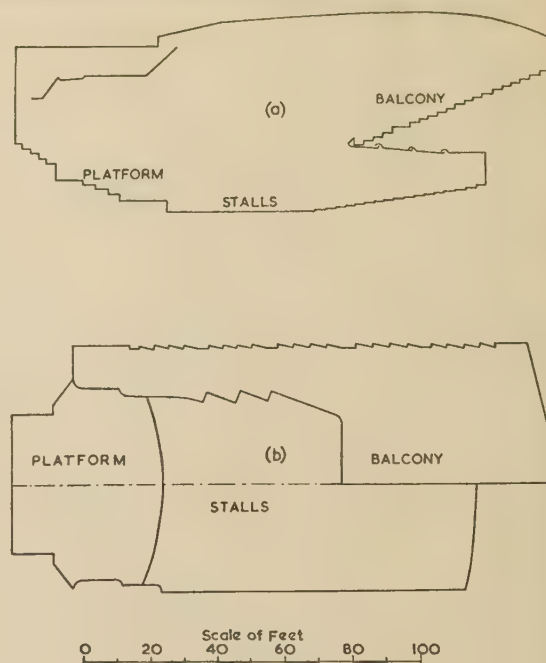 (a)
BALCONY
PLATFORM
STALLS
PLATFORM
(b)
BALCONY
STALLS
Scale of Feet
0 20 40 60 80 100